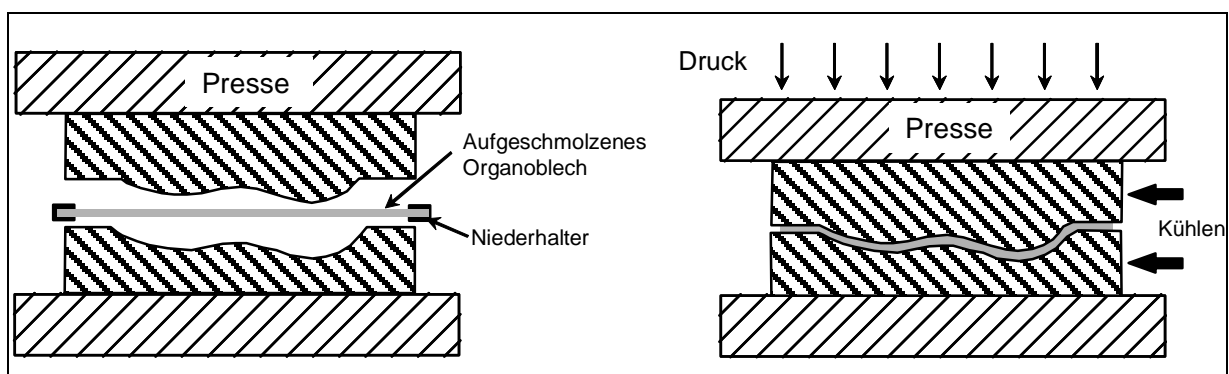 Presse
Aufgeschmolzenes
Organoblech
Niederhalter
Druck
Presse
Kühlen